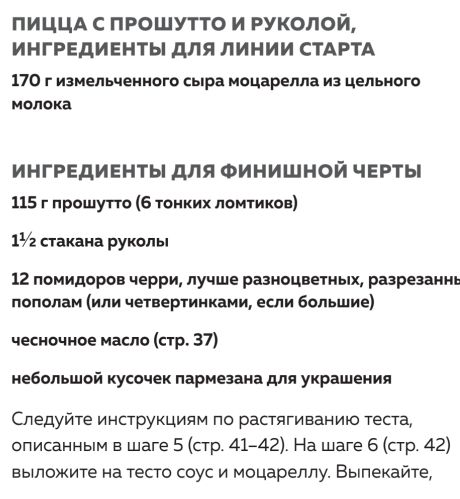 ПИЦЦА С ПРОШУТТО И РУКОЛОЙ,
ИНГРЕДИЕНТЫ ДЛЯ ЛИНИИ СТАРТА
170 г измельченного сыра моцарелла из цельного
молока
ИНГРЕДИЕНТЫ ДЛЯ ФИНИШНОЙ ЧЕРТЫ
115 г прошутто (6 тонких ломтиков)
1½ стакана руколы
12 помидоров черри, лучше разноцветных, разрезанны
пополам (или четвертинками, если большие)
чесночное масло (стр. 37)
небольшой кусочек пармезана для украшения
Следуйте инструкциям по растягиванию теста,
описанным в шаге 5 (стр. 41–42). На шаге 6 (стр. 42)
выложите на тесто соус и моцареллу. Выпекайте,